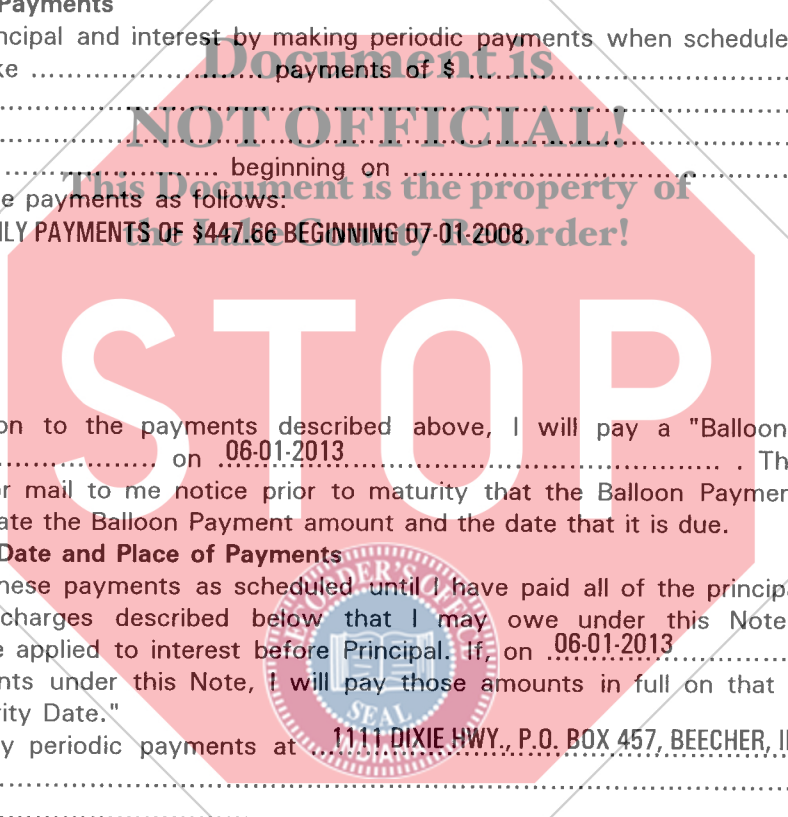 Payments
ncipal and interest by making periodic payments when schedule
ke ........................ payments of $ ........................
beginning on
e payments as follows:
ILY PAYMENTS OF $447.66 BEGINNING 07-01-2008.
on to the payments described above, I will pay a "Balloon
on 06-01-2013 . Th
or mail to me notice prior to maturity that the Balloon Paymen
ate the Balloon Payment amount and the date that it is due.
Date and Place of Payments
hese payments as scheduled until I have paid all of the principa
charges described below that I may owe under this Note
e applied to interest before Principal. If, on 06-01-2013
nts under this Note, I will pay those amounts in full on that
ity Date."
y periodic payments at 1111 DIXIE HWY., P.O. BOX 457, BEECHER, I
Document is
NOT OFFICIAL!
This Document is the property of
the Lake County Recorder!
STOP
RECORDER'S OFFICE
SEAL
INDIANA